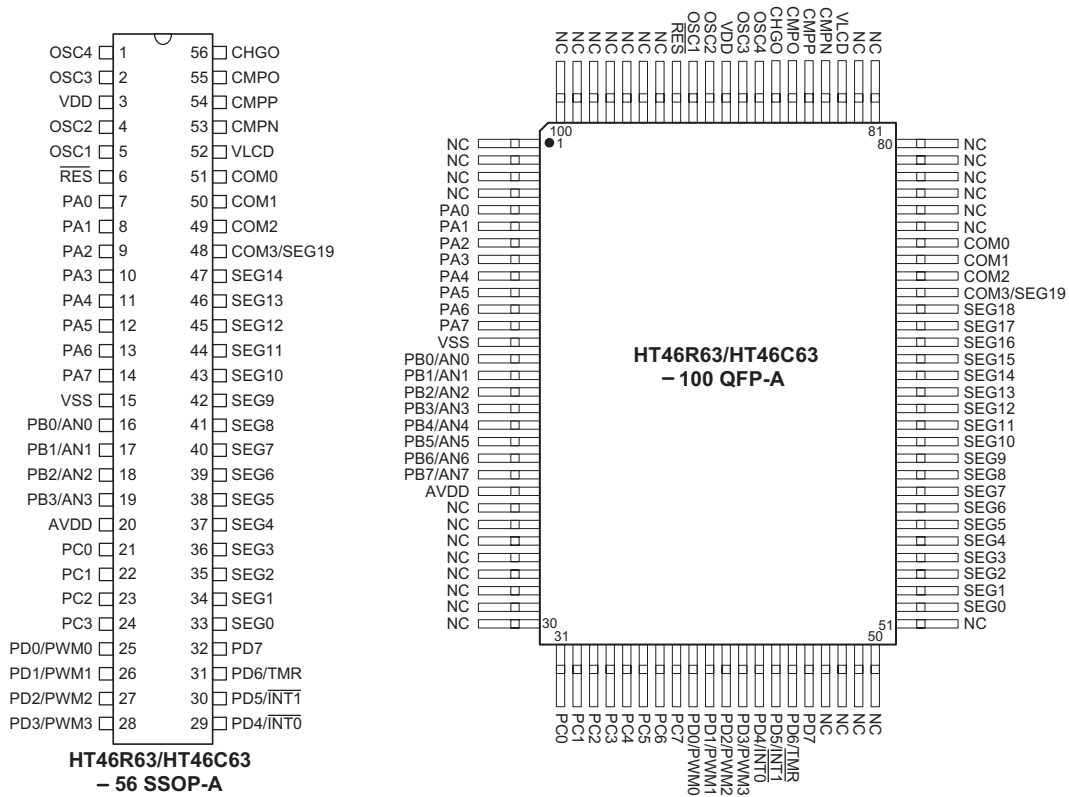 OSC4 1
OSC3 2
VDD 3
OSC2 4
OSC1 5
RES 6
PA0 7
PA1 8
PA2 9
PA3 10
PA4 11
PA5 12
PA6 13
PA7 14
VSS 15
PB0/AN0 16
PB1/AN1 17
PB2/AN2 18
PB3/AN3 19
AVDD 20
PC0 21
PC1 22
PC2 23
PC3 24
PD0/PWM0 25
PD1/PWM1 26
PD2/PWM2 27
PD3/PWM3 28
56 CHGO
55 CMPO
54 CMPP
53 CMPN
52 VLCD
51 COM0
50 COM1
49 COM2
48 COM3/SEG19
47 SEG14
46 SEG13
45 SEG12
44 SEG11
43 SEG10
42 SEG9
41 SEG8
40 SEG7
39 SEG6
38 SEG5
37 SEG4
36 SEG3
35 SEG2
34 SEG1
33 SEG0
32 PD7
31 PD6/TMR
30 PD5/INT1
29 PD4/INT0
HT46R63/HT46C63
– 56 SSOP-A
NC
NC
NC
NC
NC
NC
NC
RES
OSC1
OSC2
VDD
OSC3
OSC4
CHGO
CMPO
CMPP
CMPN
VLCD
NC
NC
100
81
1
80
NC
NC
NC
NC
PA0
PA1
PA2
PA3
PA4
PA5
PA6
PA7
VSS
PB0/AN0
PB1/AN1
PB2/AN2
PB3/AN3
PB4/AN4
PB5/AN5
PB6/AN6
PB7/AN7
AVDD
NC
NC
NC
NC
NC
NC
NC
NC
HT46R63/HT46C63
– 100 QFP-A
NC
NC
NC
NC
NC
NC
COM0
COM1
COM2
COM3/SEG19
SEG18
SEG17
SEG16
SEG15
SEG14
SEG13
SEG12
SEG11
SEG10
SEG9
SEG8
SEG7
SEG6
SEG5
SEG4
SEG3
SEG2
SEG1
SEG0
NC
30
51
31
50
PC0
PC1
PC2
PC3
PC4
PC5
PC6
PC7
PD0/PWM0
PD1/PWM1
PD2/PWM2
PD3/PWM3
PD4/INT0
PD5/INT1
PD6/TMR
PD7
NC
NC
NC
NC